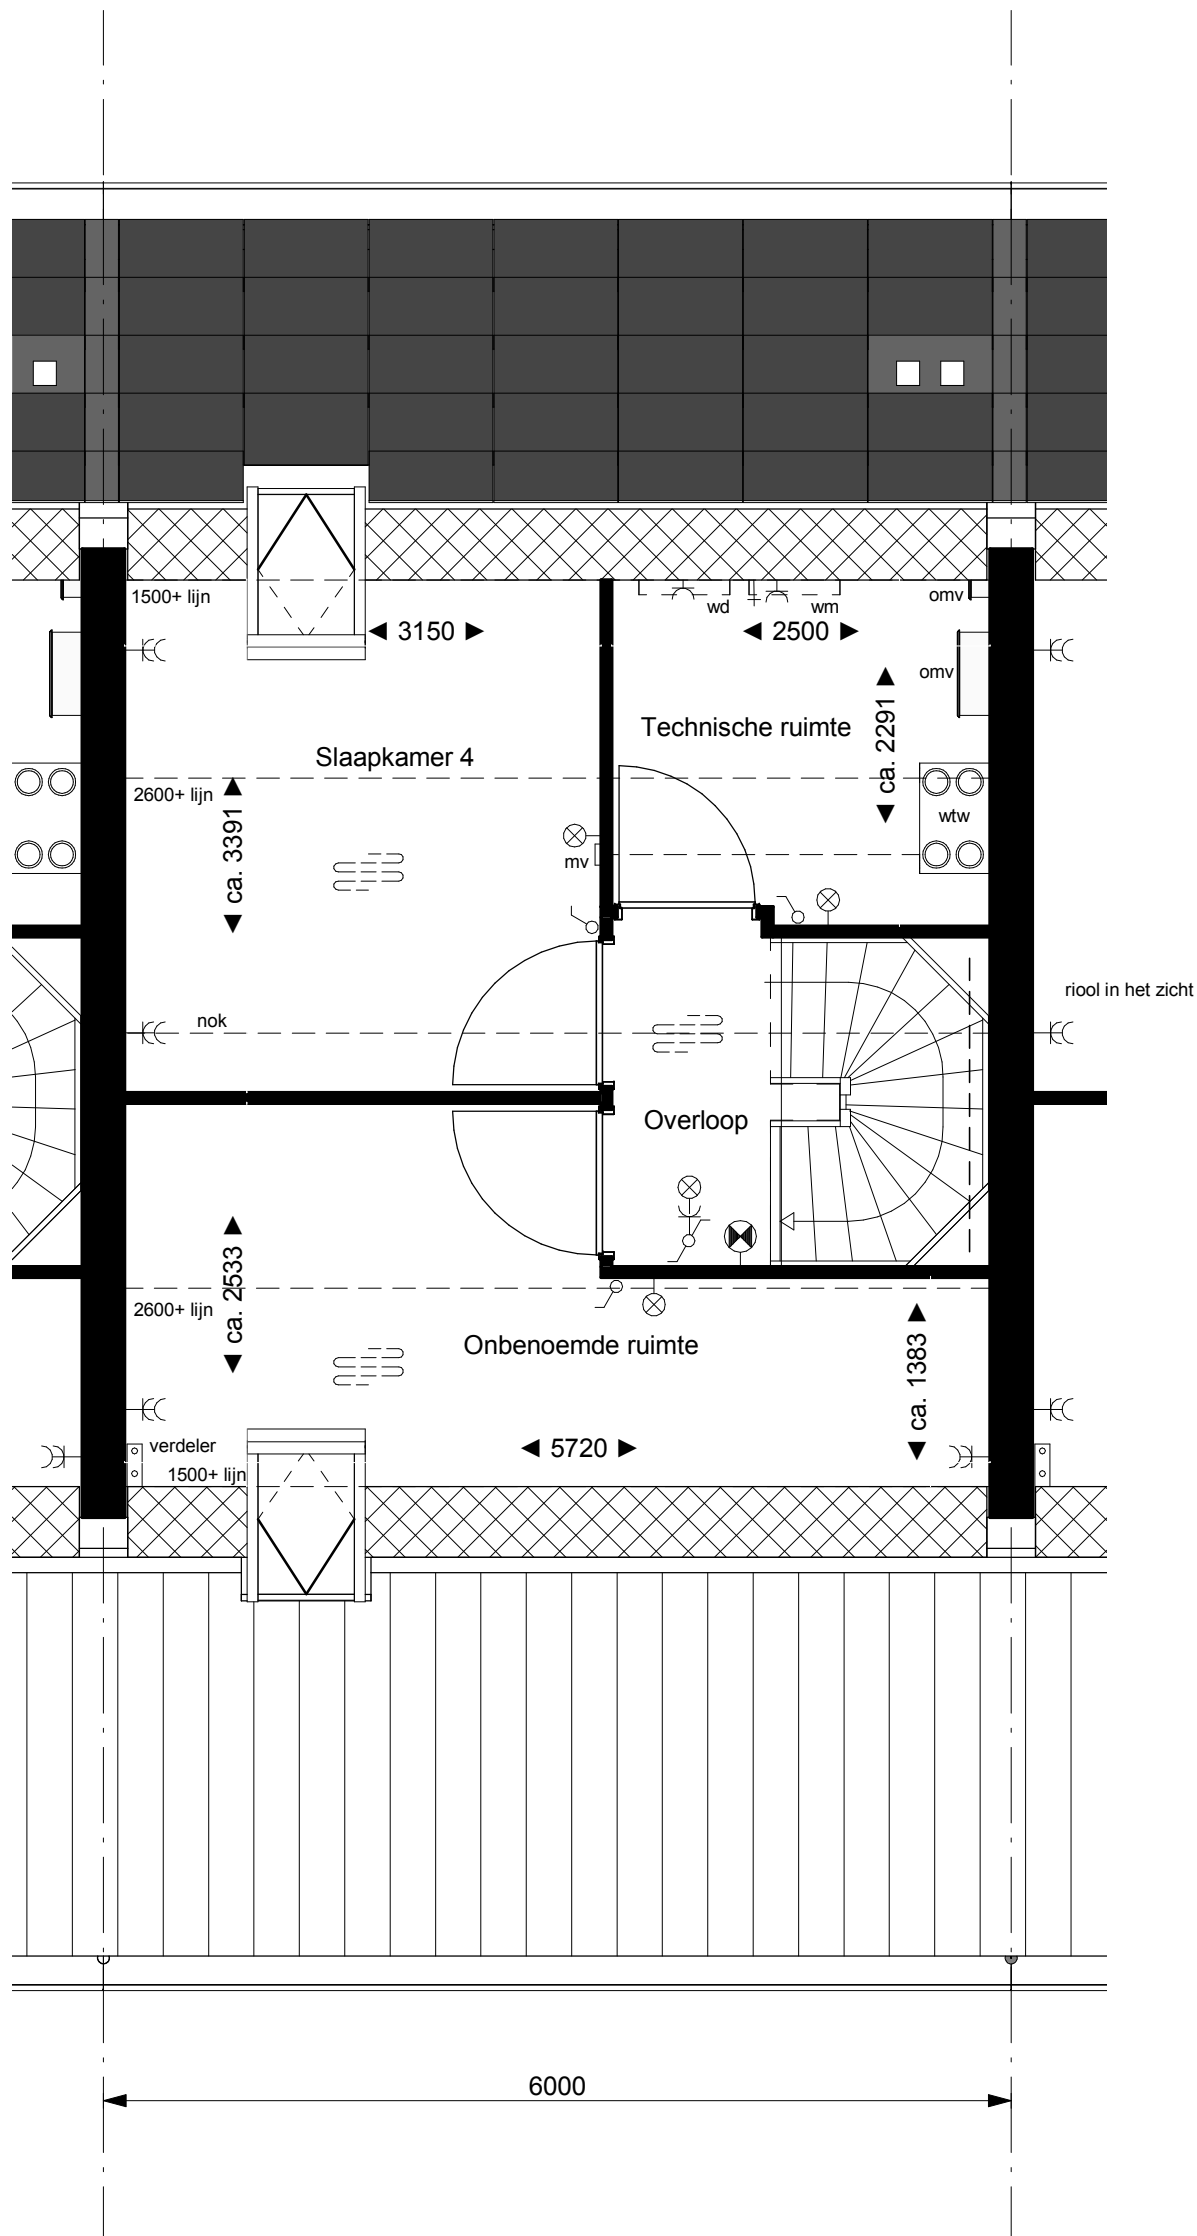 1500+ lijn
wd
wm
omv
◄ 3150 ►
◄ 2500 ►
omv
Technische ruimte
◄ ca. 2291 ►
Slaapkamer 4
2600+ lijn
◄ ca. 3391 ►
wtw
mv
riool in het zicht
nok
Overloop
◄ ca. 2533 ►
2600+ lijn
Onbenoemde ruimte
◄ ca. 1383 ►
verdeler
◄ 5720 ►
1500+ lijn
6000